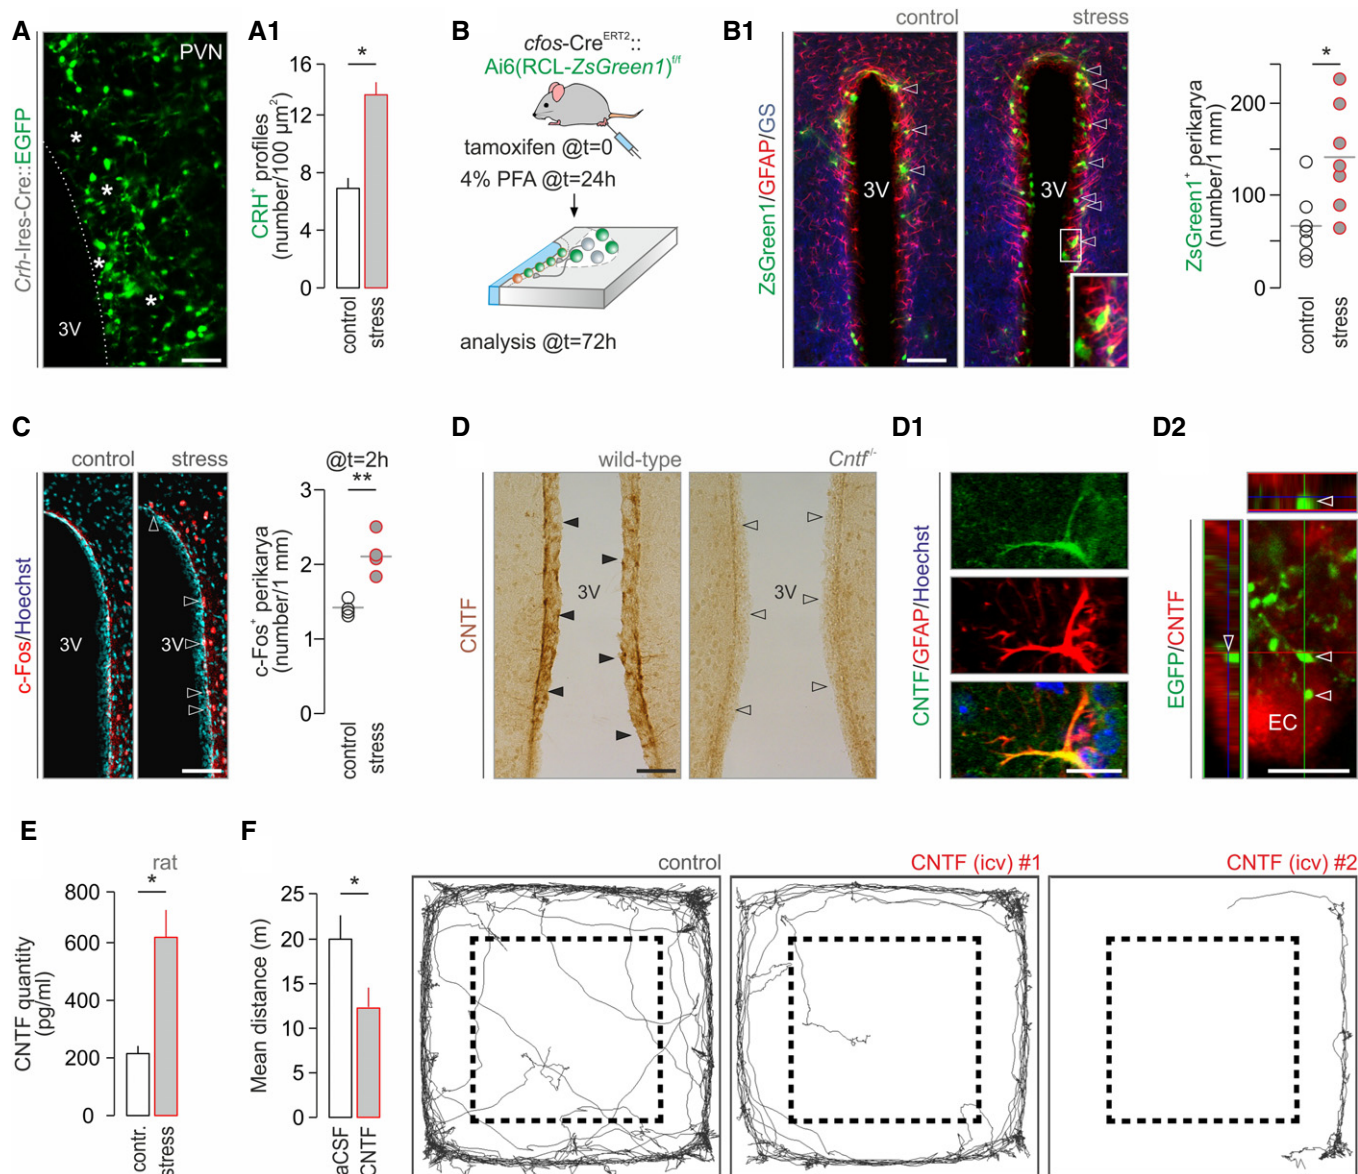 A
Crh-Ires-Cre::EGFP
PVN
*
*
*
*
3V
A1
*
CRH+ profiles
(number/100 µm2)
16
12
8
4
0
control
stress
B
cfos-CreERT2::
Ai6(RCL-ZsGreen1)f/f
tamoxifen @t=0
4% PFA @t=24h
analysis @t=72h
B1
control
stress
ZsGreen1/GFAP/GS
3V
3V
*
ZsGreen1+ perikarya
(number/1 mm)
200
100
0
control
stress
C
control
stress
c-Fos/Hoechst
3V
3V
@t=2h
**
c-Fos+ perikarya
(number/1 mm)
3
2
1
0
control
stress
D
wild-type
Cntf-/-
CNTF
3V
3V
D1
CNTF/GFAP/Hoechst
D2
EGFP/CNTF
EC
E
rat
*
CNTF quantity
(pg/ml)
800
600
400
200
0
contr.
stress
F
*
Mean distance (m)
25
20
15
10
5
0
aCSF
CNTF
control
CNTF (icv) #1
CNTF (icv) #2